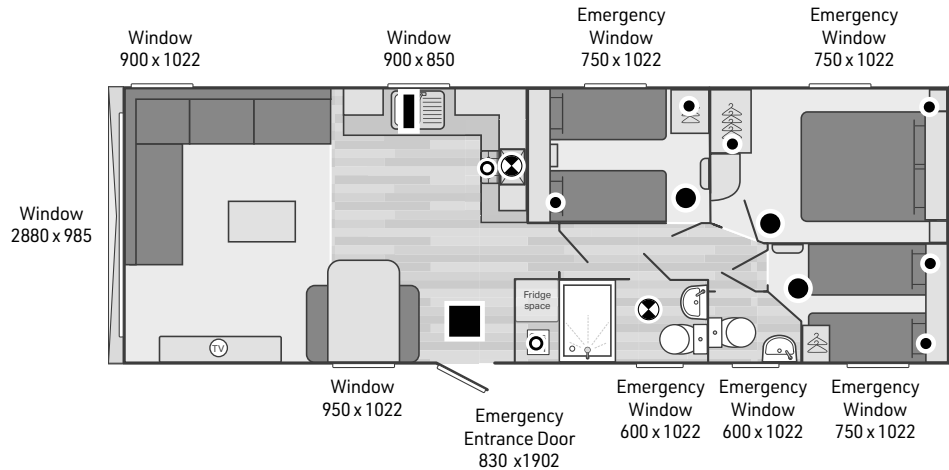 Emergency
Window
750 x 1022
Emergency
Window
750 x 1022
Window
900 x 1022
Window
900 x 850
Window
2880 x 985
Fridge
space
TV
Window
950 x 1022
Emergency
Entrance Door
830 x1902
Emergency
Window
600 x 1022
Emergency
Window
600 x 1022
Emergency
Window
750 x 1022